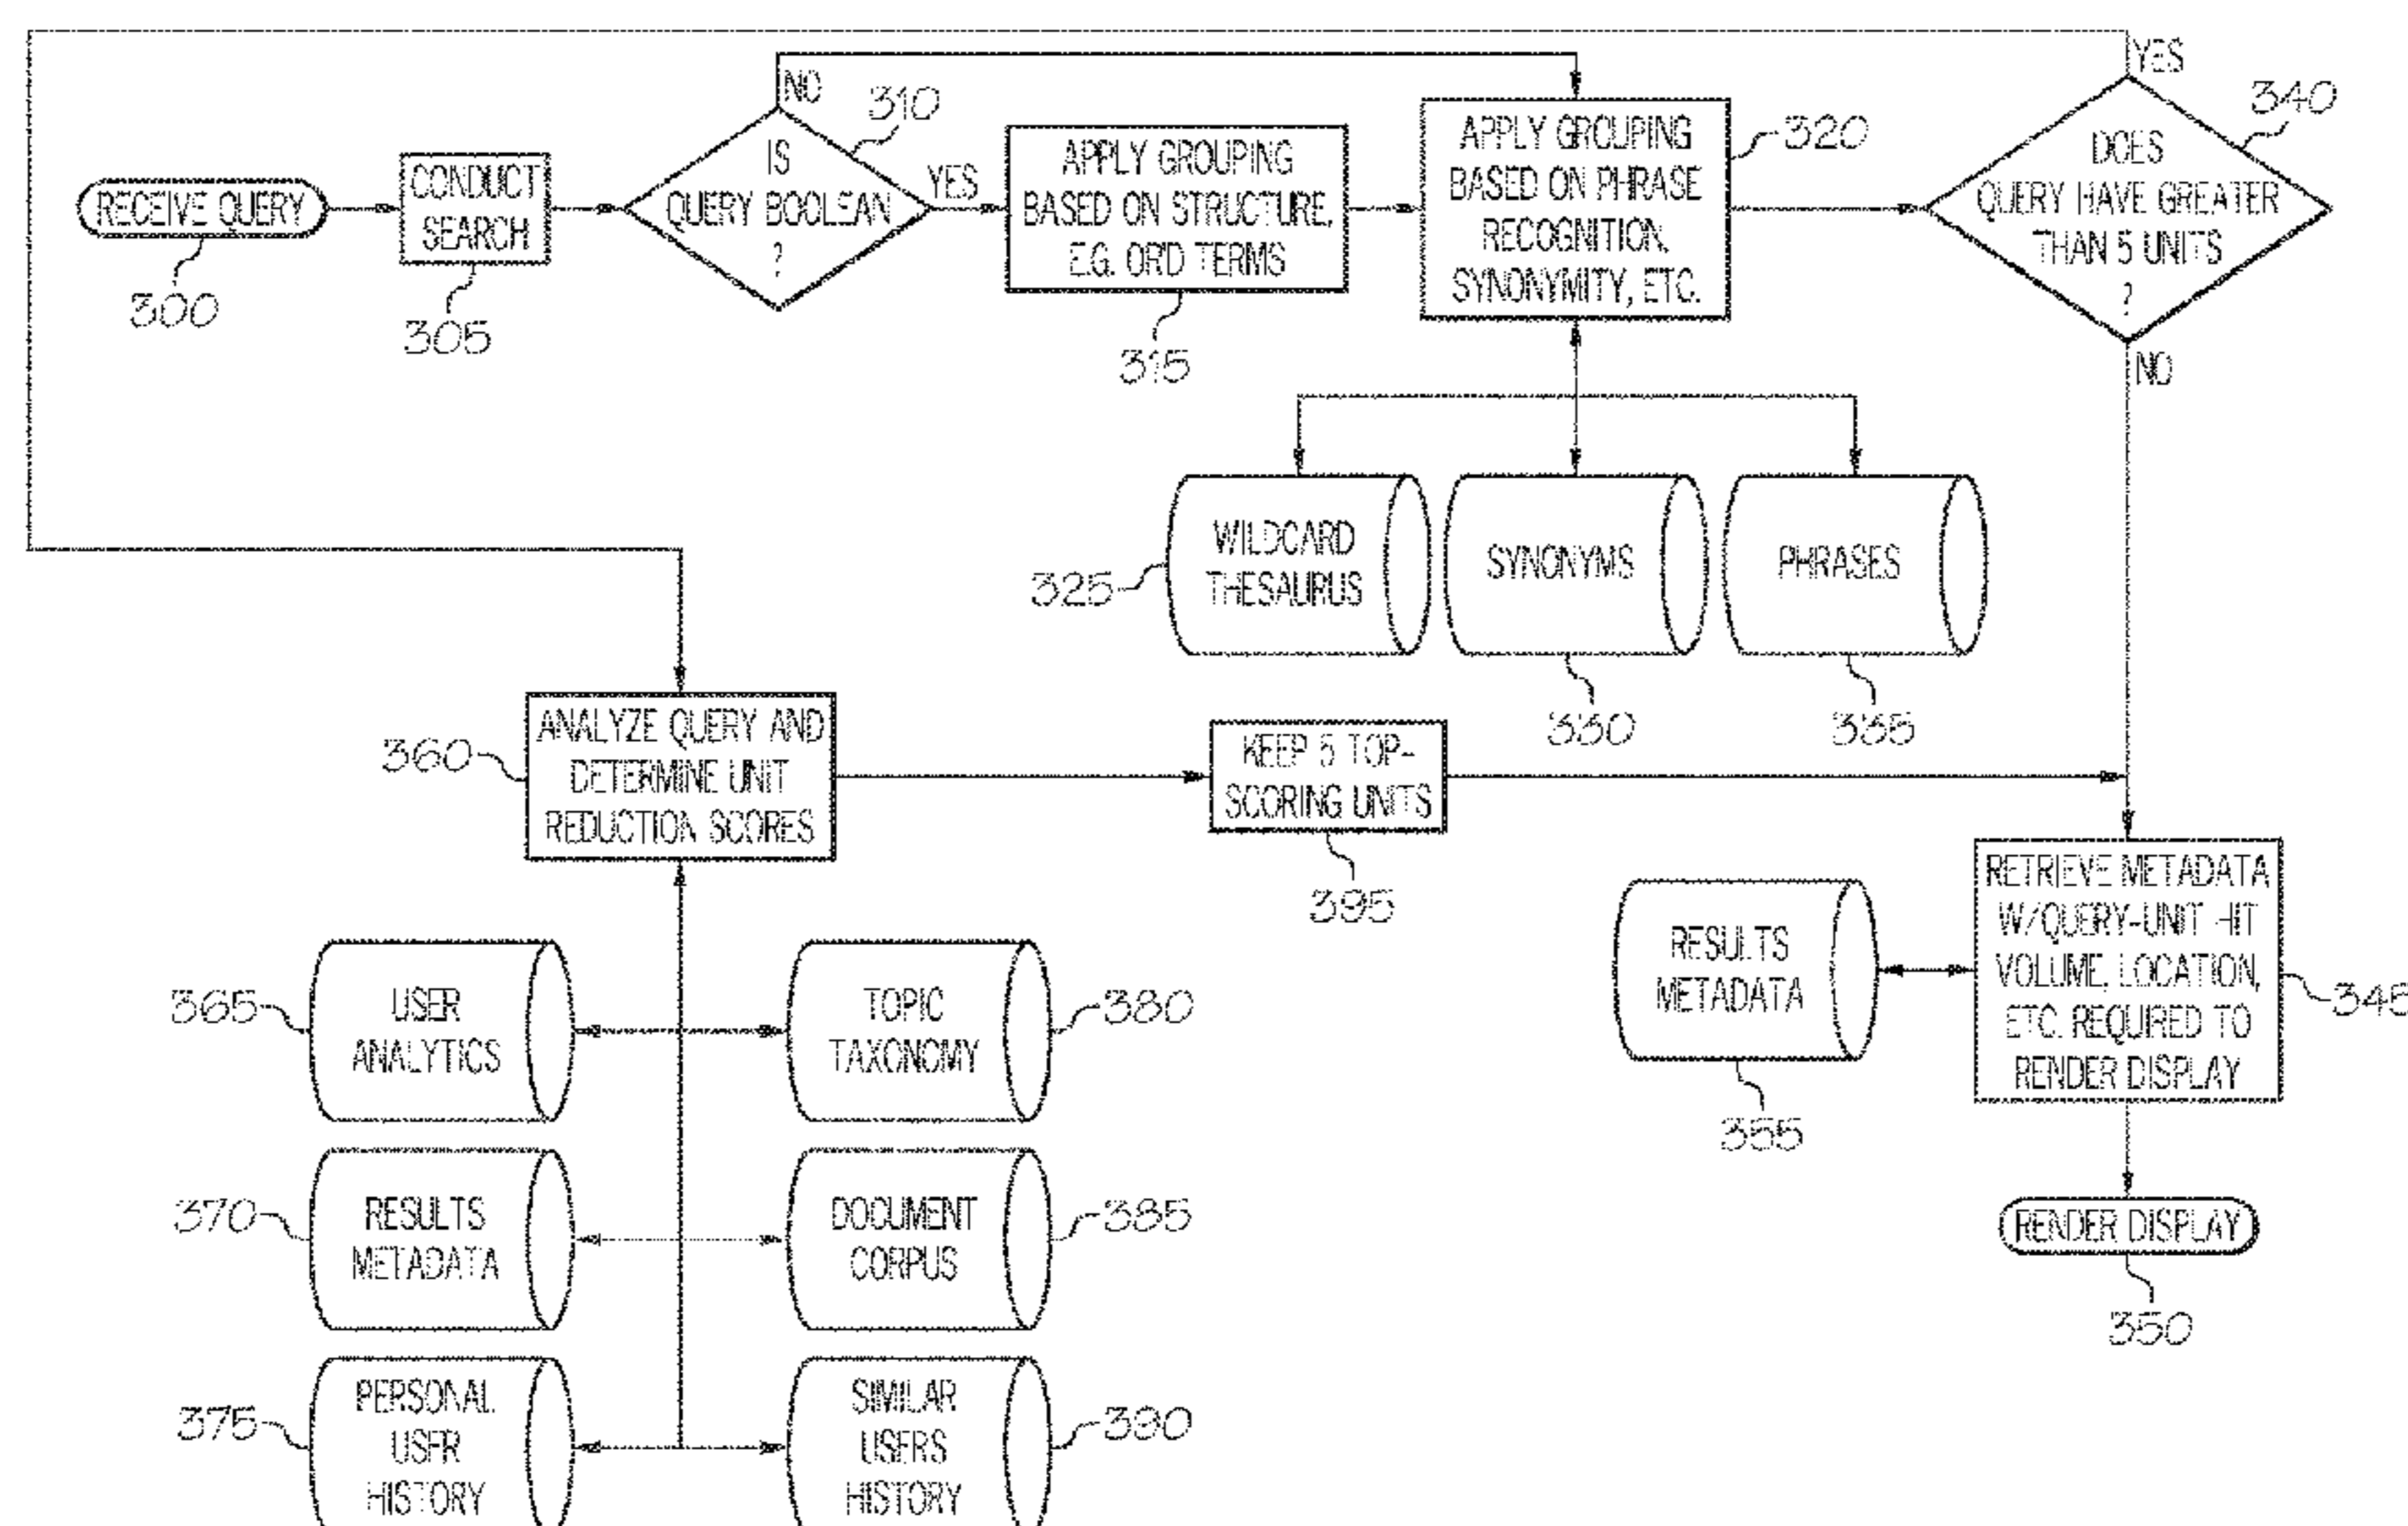 YES
NO
310
340
RECEIVE QUERY
300
CONDUCT
SEARCH
305
IS
QUERY BOOLEAN
?
YES
APPLY GROUPING
BASED ON STRUCTURE,
E.G. OR'D TERMS
315
APPLY GROUPING
BASED ON PHRASE
RECOGNITION,
SYNONYMITY, ETC.
320
DOES
QUERY HAVE GREATER
THAN 5 UNITS
?
NO
WILDCARD
THESAURUS
325
SYNONYMS
330
PHRASES
335
360
ANALYZE QUERY AND
DETERMINE UNIT
REDUCTION SCORES
KEEP 5 TOP-
SCORING UNITS
395
RETRIEVE METADATA
W/QUERY-UNIT HIT
VOLUME, LOCATION,
ETC. REQUIRED TO
RENDER DISPLAY
345
RESULTS
METADATA
355
RENDER DISPLAY
350
365
USER
ANALYTICS
TOPIC
TAXONOMY
380
370
RESULTS
METADATA
DOCUMENT
CORPUS
385
375
PERSONAL
USER
HISTORY
SIMILAR
USERS
HISTORY
390